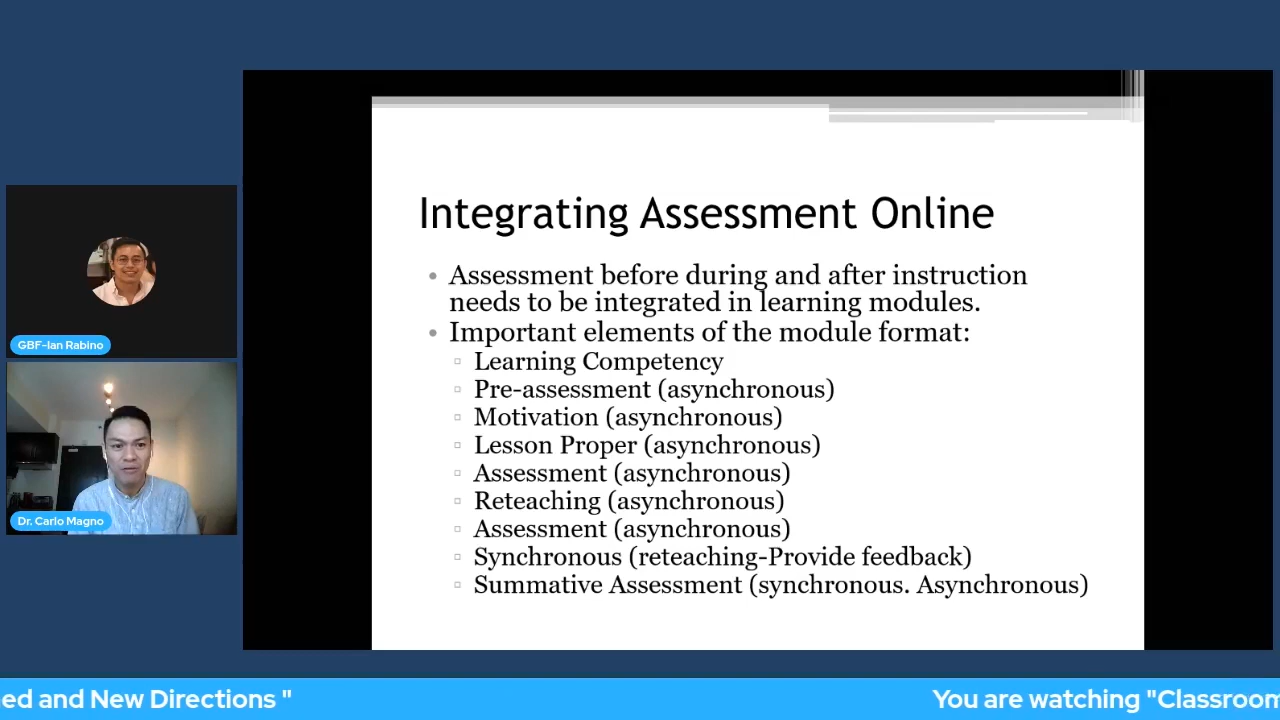 Integrating Assessment Online
• Assessment before during and after instruction
needs to be integrated in learning modules.
• Important elements of the module format:
▫ Learning Competency
▫ Pre-assessment (asynchronous)
▫ Motivation (asynchronous)
▫ Lesson Proper (asynchronous)
▫ Assessment (asynchronous)
▫ Reteaching (asynchronous)
▫ Assessment (asynchronous)
▫ Synchronous (reteaching-Provide feedback)
▫ Summative Assessment (synchronous. Asynchronous)
GBF-Ian Rabino
Dr. Carlo Magno
ed and New Directions " You are watching "Classroom